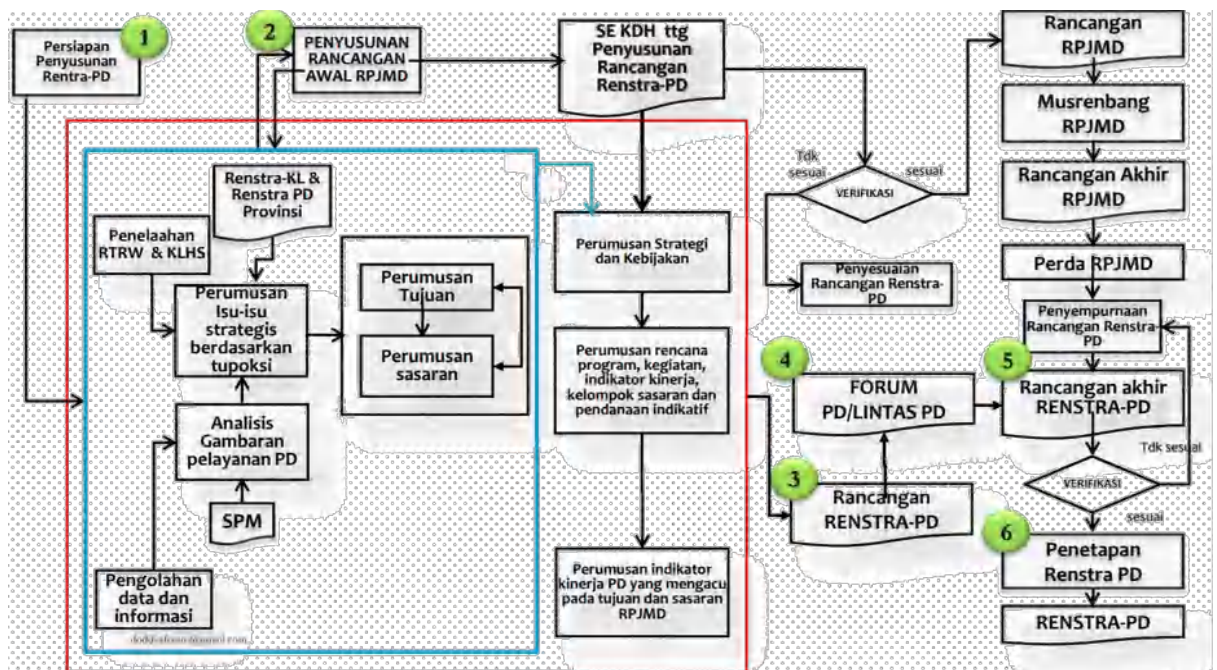 1
Persiapan
Penyusunan
Rentra-PD
2
PENYUSUNAN
RANCANGAN
AWAL RPJMD
SE KDH ttg
Penyusunan
Rancangan
Renstra-PD
Rancangan
RPJMD
Musrenbang
RPJMD
Rancangan Akhir
RPJMD
Perda RPJMD
Penyempurnaan
Rancangan Renstra-
PD
Tdk
sesuai
sesuai
VERIFIKASI
Penyesuaian
Rancangan Renstra-
PD
Renstra-KL &
Renstra PD
Provinsi
Penelaahan
RTRW & KLHS
Perumusan
Isu-isu
strategis
berdasarkan
tupoksi
Perumusan
Tujuan
Perumusan
sasaran
Analisis
Gambaran
pelayanan PD
SPM
Pengolahan
data dan
informasi
Perumusan Strategi
dan Kebijakan
Perumusan rencana
program, kegiatan,
indikator kinerja,
kelompok sasaran dan
pendanaan indikatif
Perumusan indikator
kinerja PD yang mengacu
pada tujuan dan sasaran
RPJMD
3
Rancangan
RENSTRA-PD
4
FORUM
PD/LINTAS PD
5
Rancangan akhir
RENSTRA-PD
Tdk sesuai
VERIFIKASI
sesuai
6
Penetapan
Renstra PD
RENSTRA-PD